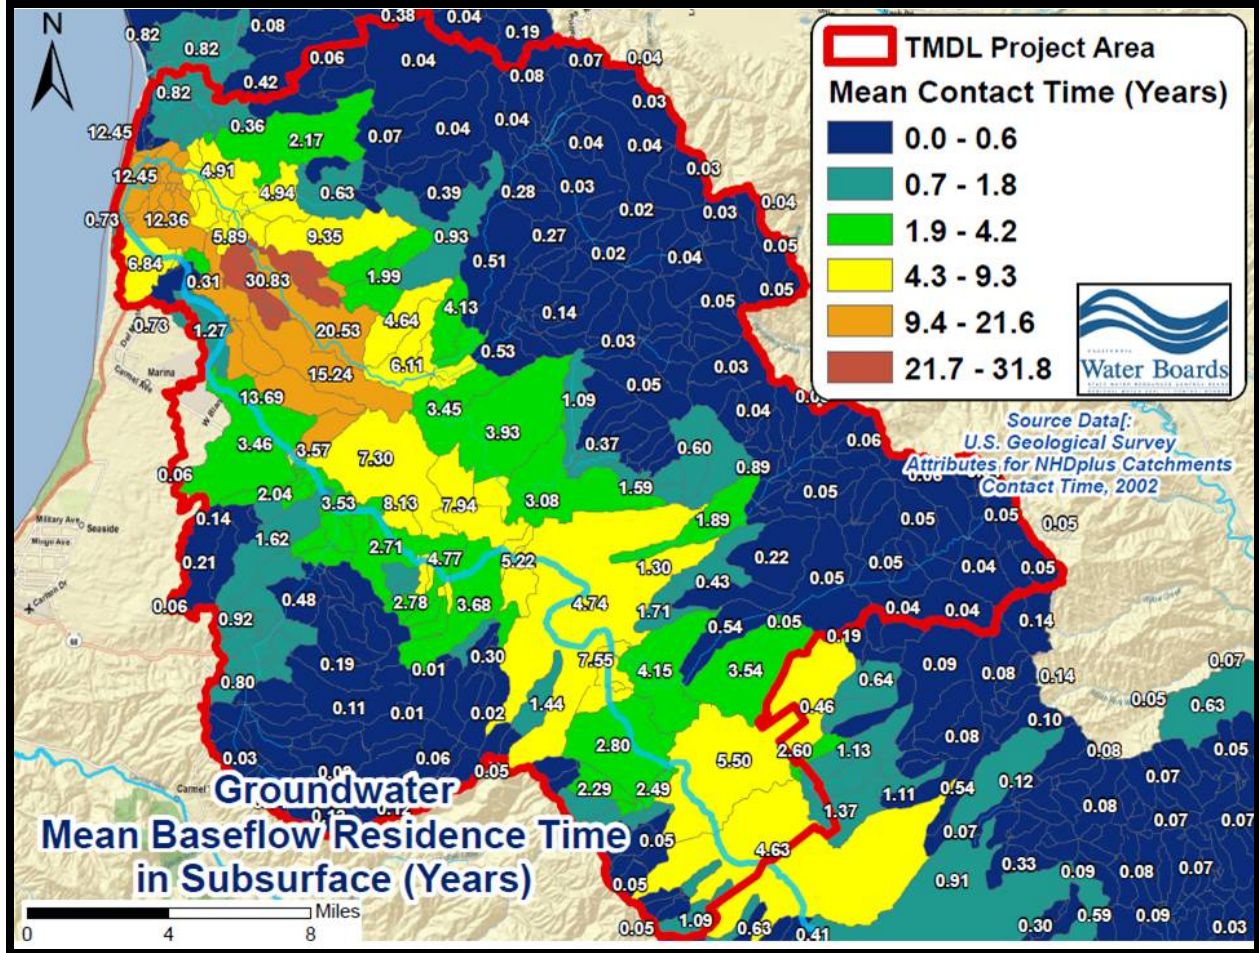 N
TMDL Project Area
Mean Contact Time (Years)
0.0 - 0.6
0.7 - 1.8
1.9 - 4.2
4.3 - 9.3
9.4 - 21.6
21.7 - 31.8
CALIFORNIA
Water Boards
Source Data[:
U.S. Geological Survey
Attributes for NHDplus Catchments
Contact Time, 2002
0.82 0.08 0.38 0.04 0.19
0.82 0.06 0.04 0.08 0.07 0.04
0.82 0.42 0.03
12.45 0.36 2.17 0.07 0.04 0.04 0.04 0.04
12.45 4.91 4.94 0.63 0.39 0.28 0.03 0.03
0.73 12.36 5.89 9.35 0.93 0.27 0.02 0.03 0.04
6.84 0.31 30.83 1.99 0.51 0.02 0.04 0.05
0.73 1.27 20.53 4.64 4.13 0.14 0.05 0.05
Marina
Carmel Ave
15.24 6.11 0.53 0.03 0.03
13.69 3.45 1.09 0.05 0.04
3.46 3.57 7.30 3.93 0.37 0.60 0.06
0.06 2.04 3.53 8.13 7.94 3.08 1.59 0.89 0.05
0.14 1.62 2.71 4.77 5.22 1.89 0.05 0.05 0.05
Military Ave
Seaside
Mingo Ave
Carlton Dr
68
0.21 0.48 2.78 3.68 4.74 1.30 0.43 0.22 0.05 0.05 0.04 0.05
0.06 0.92 1.71 0.54 0.05 0.04 0.04 0.14
0.80 0.19 0.01 0.30 7.55 4.15 3.54 0.19 0.09 0.08 0.14 0.07
0.11 0.01 0.02 1.44 0.46 0.64 0.10 0.05 0.63
0.03 0.06 0.05 2.80 5.50 2.60 1.13 0.08 0.08 0.05
Carmel
2.29 2.49 1.37 1.11 0.54 0.12 0.07
0.05 4.63 0.07 0.08 0.07 0.07
0.05 0.91 0.33 0.09 0.08 0.07
0.05 1.09 0.63 0.41 0.30 0.59 0.09 0.03
Groundwater
Mean Baseflow Residence Time
in Subsurface (Years)
Miles
0 4 8